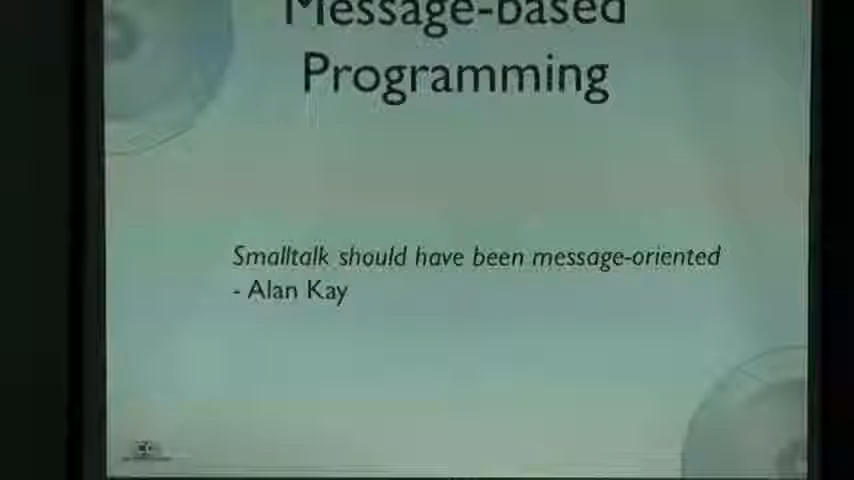 Message-based
Programming
Smalltalk should have been message-oriented
- Alan Kay